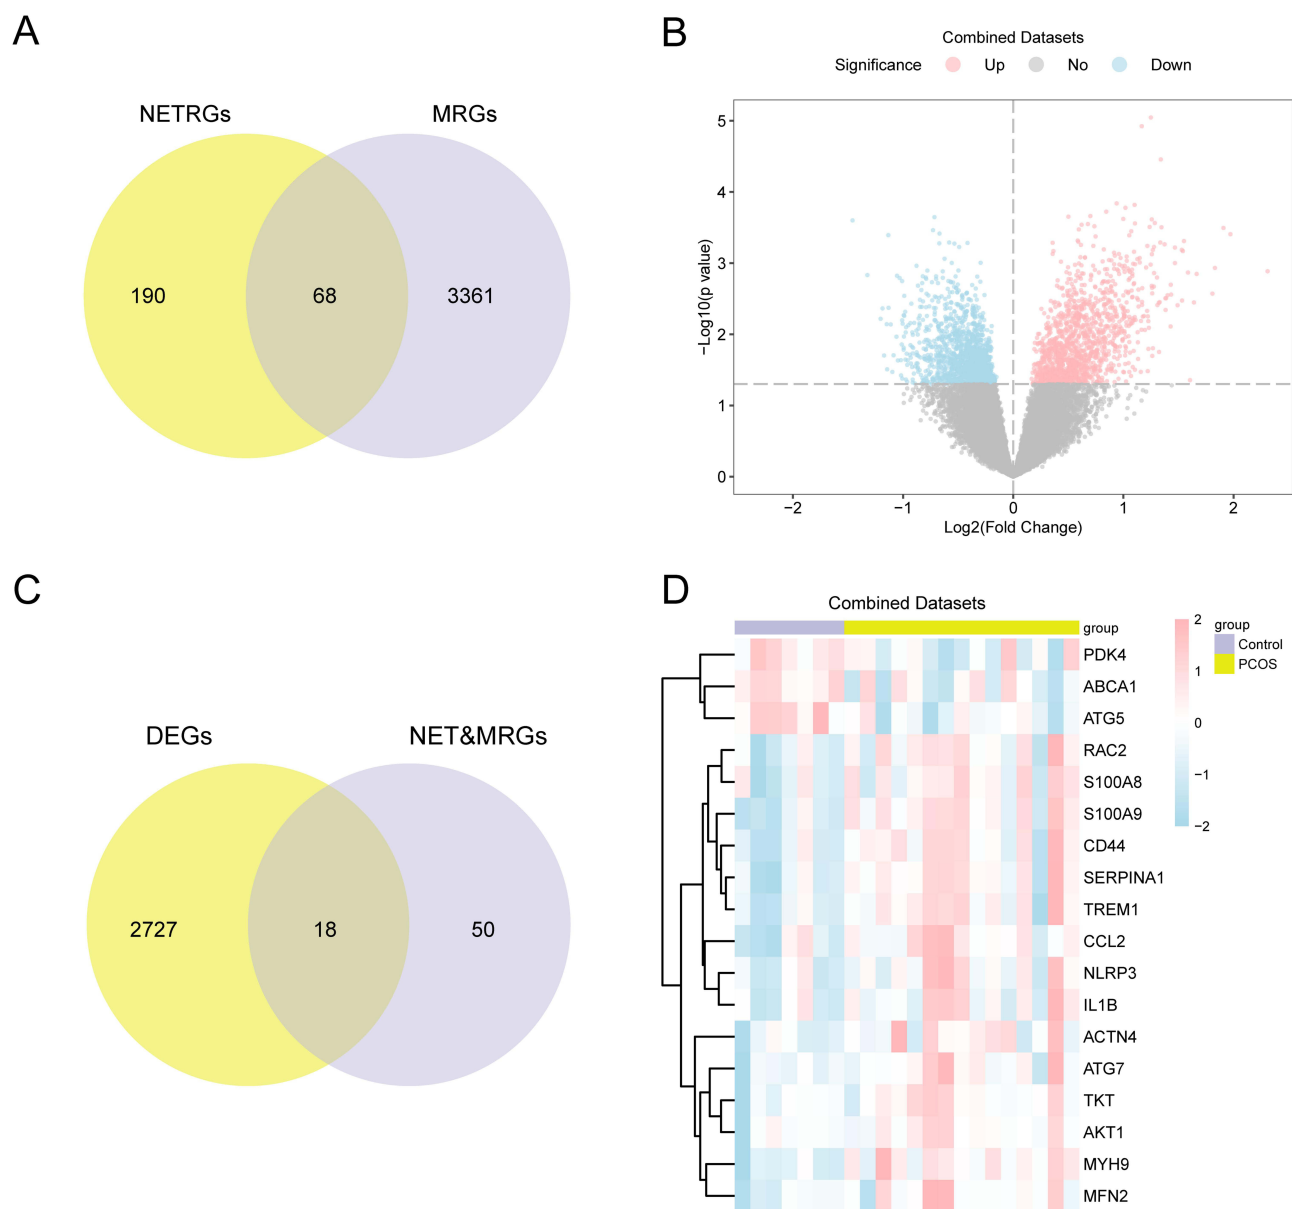 A
NETRGs MRGs
190 68 3361
B
Combined Datasets
Significance Up No Down
−Log10(p value)
5
4
3
2
1
0
−2 −1 0 1 2
Log2(Fold Change)
C
DEGs NET&MRGs
2727 18 50
D
Combined Datasets
group
PDK4
ABCA1
ATG5
RAC2
S100A8
S100A9
CD44
SERPINA1
TREM1
CCL2
NLRP3
IL1B
ACTN4
ATG7
TKT
AKT1
MYH9
MFN2
2
1
0
−1
−2
group
Control
PCOS